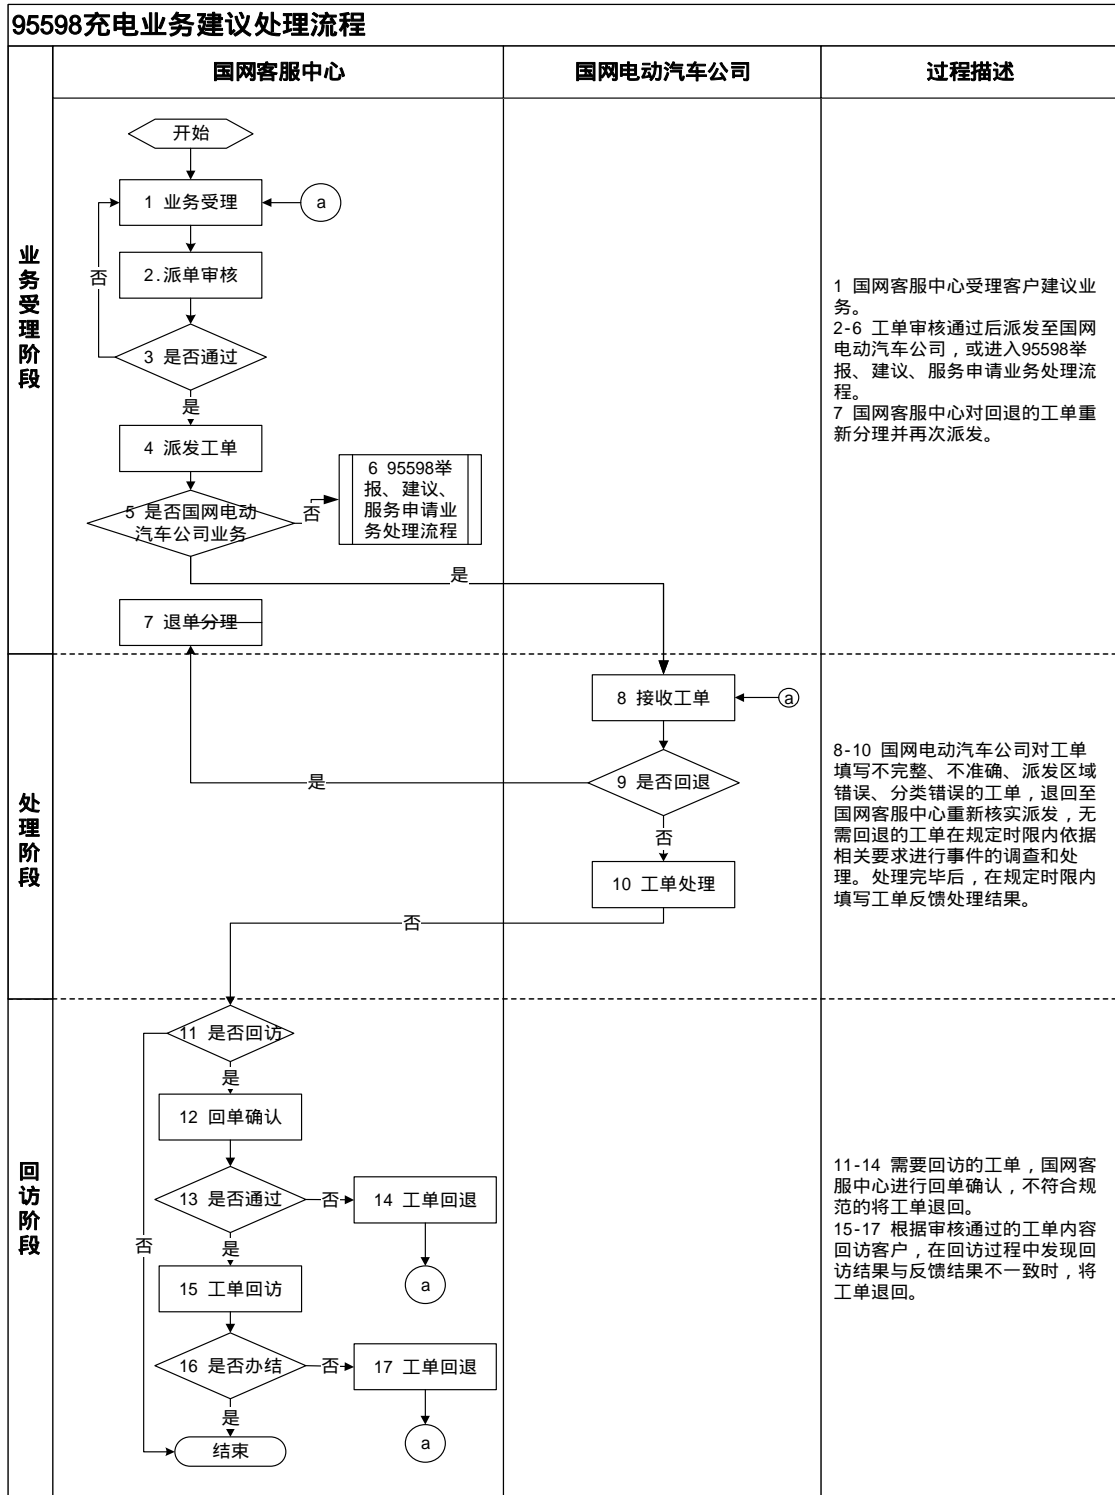 95598充电业务建议处理流程
国网客服中心
国网电动汽车公司
过程描述
业务受理阶段
开始
1 业务受理
a
2.派单审核
否
3 是否通过
是
4 派发工单
5 是否国网电动
汽车公司业务
否
6 95598举
报、建议、
服务申请业
务处理流程
是
7 退单分理
1 国网客服中心受理客户建议业
务。
2-6 工单审核通过后派发至国网
电动汽车公司，或进入95598举
报、建议、服务申请业务处理流
程。
7 国网客服中心对回退的工单重
新分理并再次派发。
处理阶段
8 接收工单
a
9 是否回退
是
否
10 工单处理
否
8-10 国网电动汽车公司对工单
填写不完整、不准确、派发区域
错误、分类错误的工单，退回至
国网客服中心重新核实派发，无
需回退的工单在规定时限内依据
相关要求进行事件的调查和处
理。处理完毕后，在规定时限内
填写工单反馈处理结果。
回访阶段
11 是否回访
是
12 回单确认
13 是否通过
否
14 工单回退
是
否
a
15 工单回访
16 是否办结
否
17 工单回退
是
a
结束
11-14 需要回访的工单，国网客
服中心进行回单确认，不符合规
范的将工单退回。
15-17 根据审核通过的工单内容
回访客户，在回访过程中发现回
访结果与反馈结果不一致时，将
工单退回。